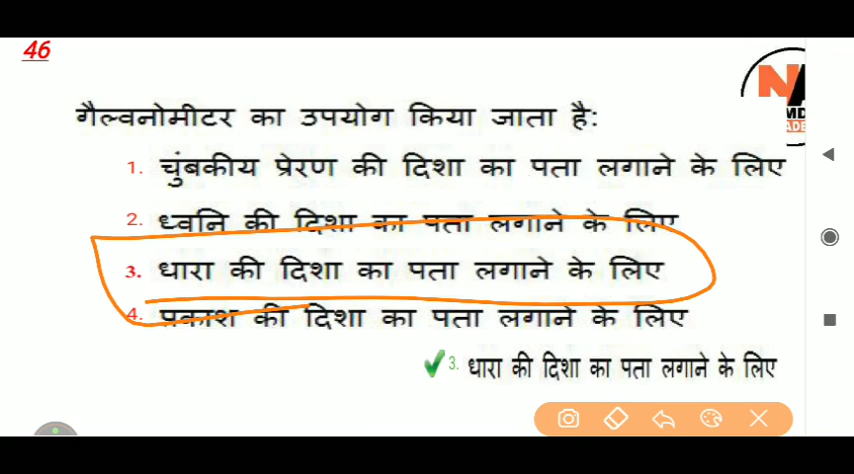 46
गैल्वनोमीटर का उपयोग किया जाता है:
1. चुंबकीय प्रेरण की दिशा का पता लगाने के लिए
2. ध्वनि की दिशा का पता लगाने के लिए
3. धारा की दिशा का पता लगाने के लिए
4. प्रकाश की दिशा का पता लगाने के लिए
3. धारा की दिशा का पता लगाने के लिए